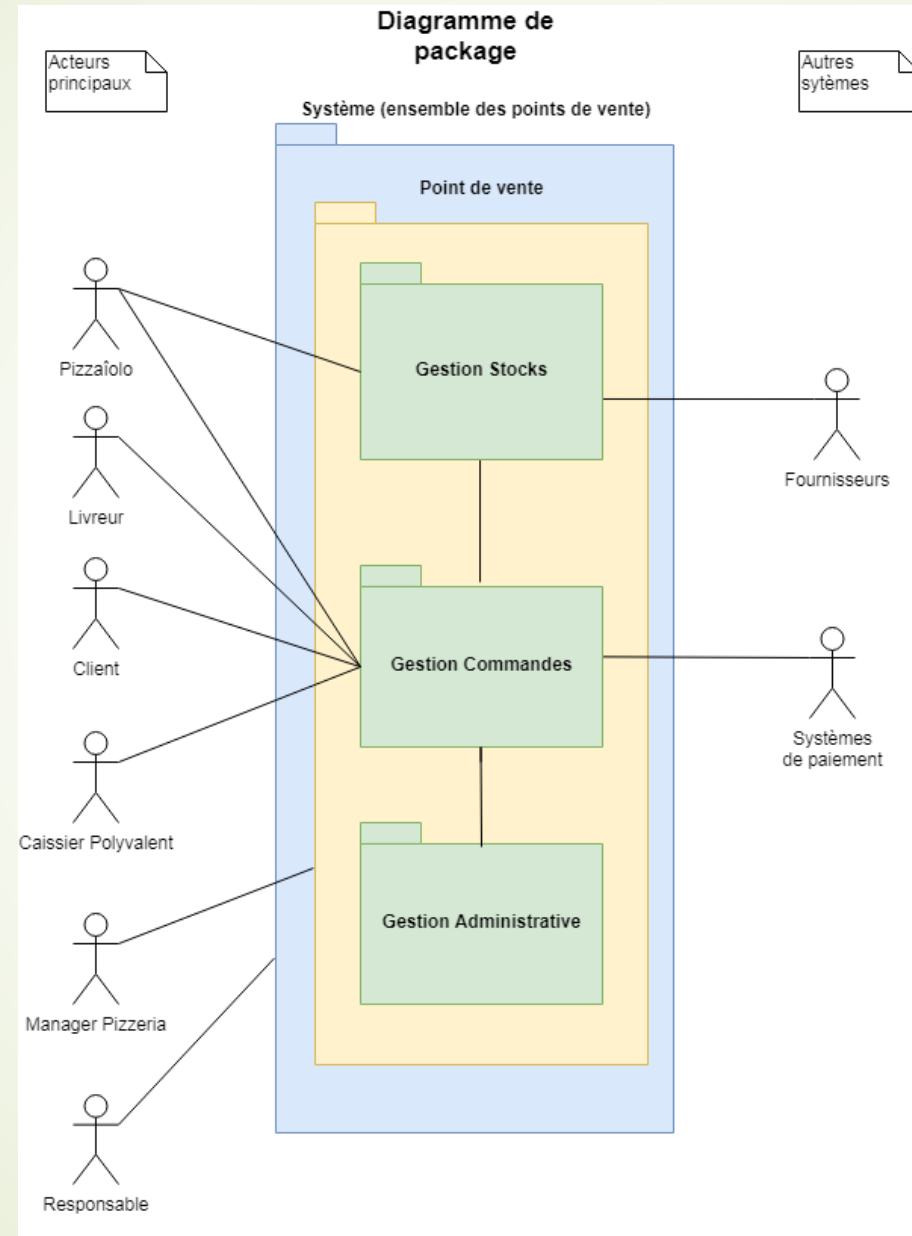 Diagramme de
package
Acteurs
principaux
Autres
sytèmes
Système (ensemble des points de vente)
Point de vente
Gestion Stocks
Pizzaîolo
Fournisseurs
Livreur
Gestion Commandes
Client
Systèmes
de paiement
Caissier Polyvalent
Gestion Administrative
Manager Pizzeria
Responsable